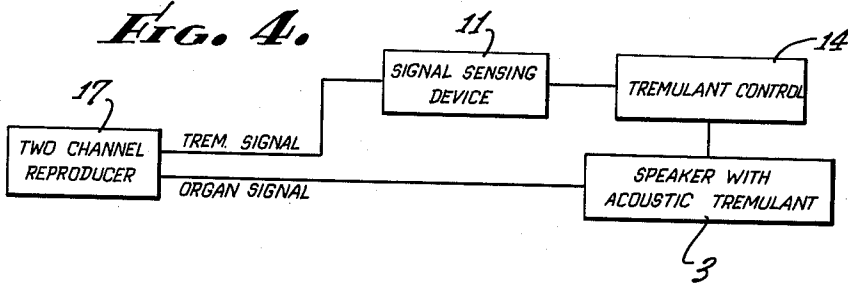 FIG. 4.
11
14
SIGNAL SENSING
DEVICE
TREMULANT CONTROL
17
TWO CHANNEL
REPRODUCER
TREM. SIGNAL
ORGAN SIGNAL
SPEAKER WITH
ACOUSTIC TREMULANT
3